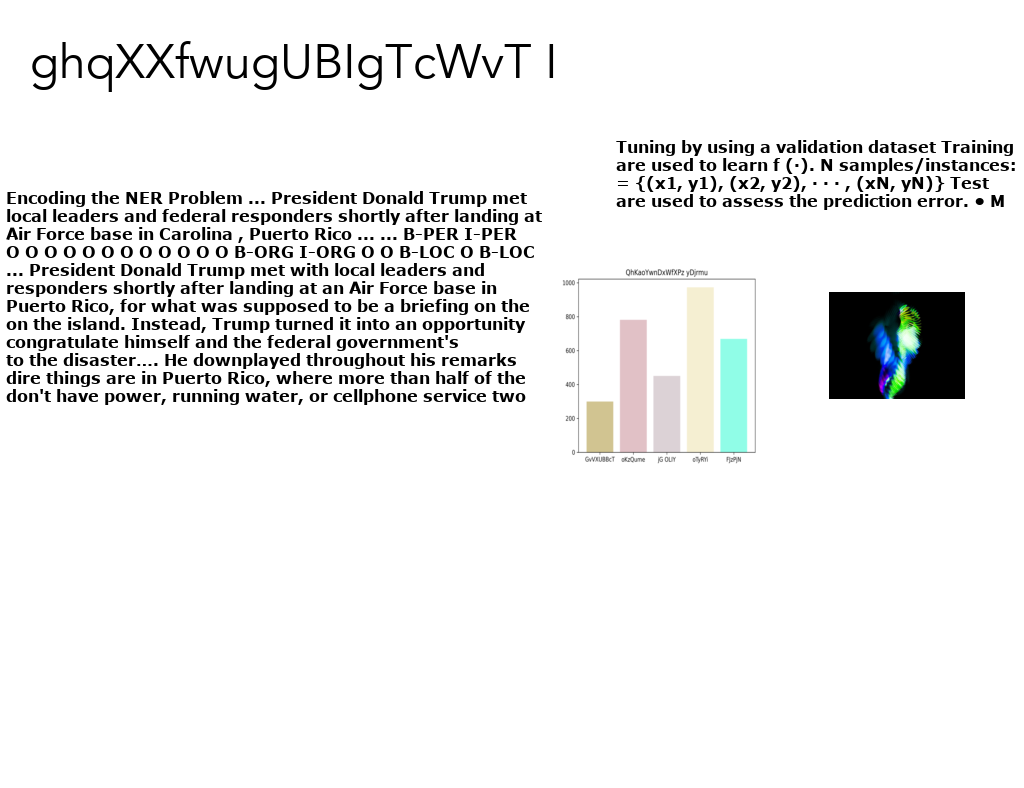 ghqXXfwugUBIgTcWvT I
Tuning by using a validation dataset Training
are used to learn f (·). N samples/instances:
= {(x1, y1), (x2, y2), · · · , (xN, yN)} Test
are used to assess the prediction error. • M
Encoding the NER Problem ... President Donald Trump met
local leaders and federal responders shortly after landing at
Air Force base in Carolina , Puerto Rico ... ... B-PER I-PER
O O O O O O O O O O O O B-ORG I-ORG O O B-LOC O B-LOC
... President Donald Trump met with local leaders and
responders shortly after landing at an Air Force base in
Puerto Rico, for what was supposed to be a briefing on the
on the island. Instead, Trump turned it into an opportunity
congratulate himself and the federal government's
to the disaster.... He downplayed throughout his remarks
dire things are in Puerto Rico, where more than half of the
don't have power, running water, or cellphone service two
QhKaoYwnDxWfXPz yDjrmu
1000
800
600
400
200
0
GvVXUBBcT oKzQume JG OLIY oTyRYi FJzPjN